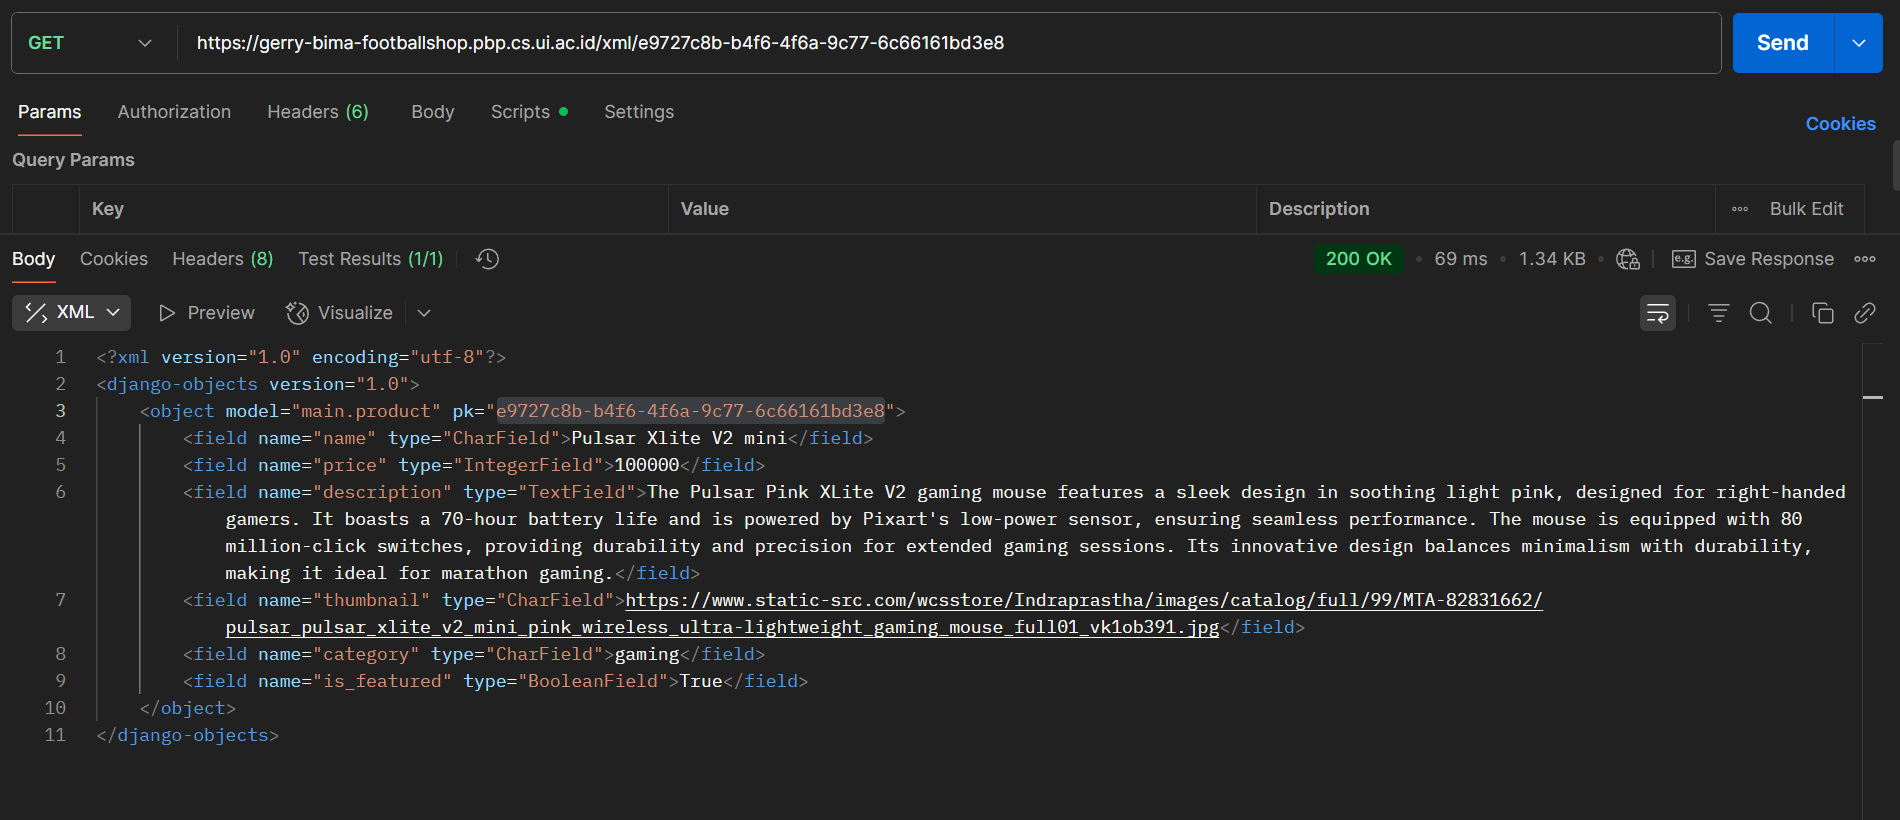 GET https://gerry-bima-footballshop.pbp.cs.ui.ac.id/xml/e9727c8b-b4f6-4f6a-9c77-6c66161bd3e8 Send
Params Authorization Headers (6) Body Scripts Settings
Cookies
Query Params
Key Value Description Bulk Edit
Body Cookies Headers (8) Test Results (1/1) 200 OK • 69 ms • 1.34 KB • e.g. Save Response
XML Preview Visualize
1 <?xml version="1.0" encoding="utf-8"?>
2 <django-objects version="1.0">
3 <object model="main.product" pk="e9727c8b-b4f6-4f6a-9c77-6c66161bd3e8">
4 <field name="name" type="CharField">Pulsar Xlite V2 mini</field>
5 <field name="price" type="IntegerField">100000</field>
6 <field name="description" type="TextField">The Pulsar Pink XLite V2 gaming mouse features a sleek design in soothing light pink, designed for right-handed
gamers. It boasts a 70-hour battery life and is powered by Pixart's low-power sensor, ensuring seamless performance. The mouse is equipped with 80
million-click switches, providing durability and precision for extended gaming sessions. Its innovative design balances minimalism with durability,
making it ideal for marathon gaming.</field>
7 <field name="thumbnail" type="CharField">https://www.static-src.com/wcsstore/Indraprastha/images/catalog/full/99/MTA-82831662/
pulsar_pulsar_xlite_v2_mini_pink_wireless_ultra-lightweight_gaming_mouse_full01_vk1ob391.jpg</field>
8 <field name="category" type="CharField">gaming</field>
9 <field name="is_featured" type="BooleanField">True</field>
10 </object>
11 </django-objects>